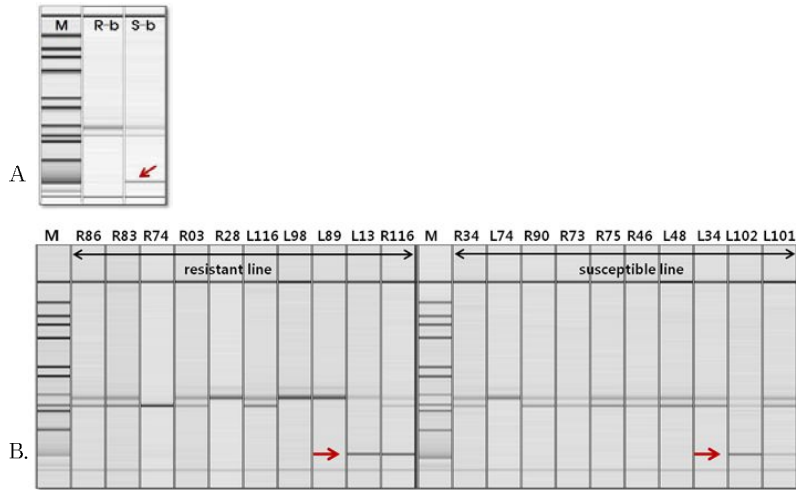 M R-b S-b
A
M R86 R83 R74 R03 R28 L116 L98 L89 L13 R116 M R34 L74 R90 R73 R75 R46 L48 L34 L102 L101
resistant line susceptible line
B.